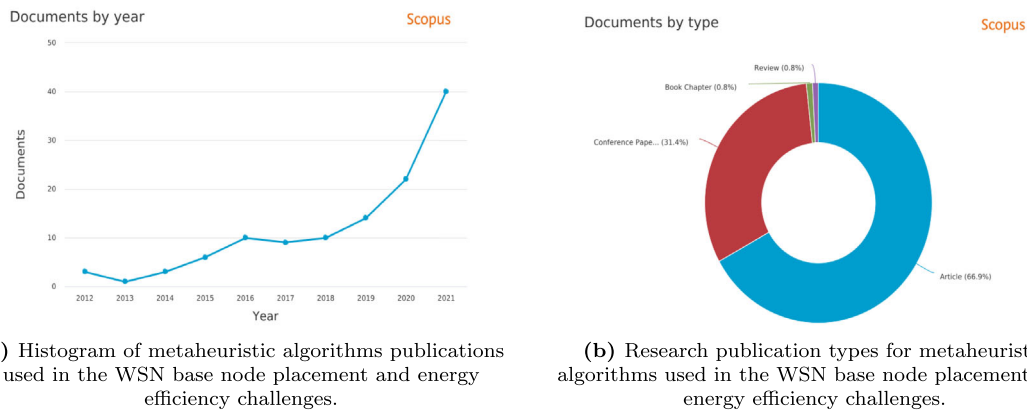 Documents by year
Scopus
50
40
30
20
10
0
Documents
2012 2013 2014 2015 2016 2017 2018 2019 2020 2021
Year
) Histogram of metaheuristic algorithms publications
used in the WSN base node placement and energy
efficiency challenges.
Documents by type
Scopus
Review (0.8%)
Book Chapter (0.8%)
Conference Pape... (31.4%)
Article (66.9%)
(b) Research publication types for metaheurist
algorithms used in the WSN base node placement
energy efficiency challenges.